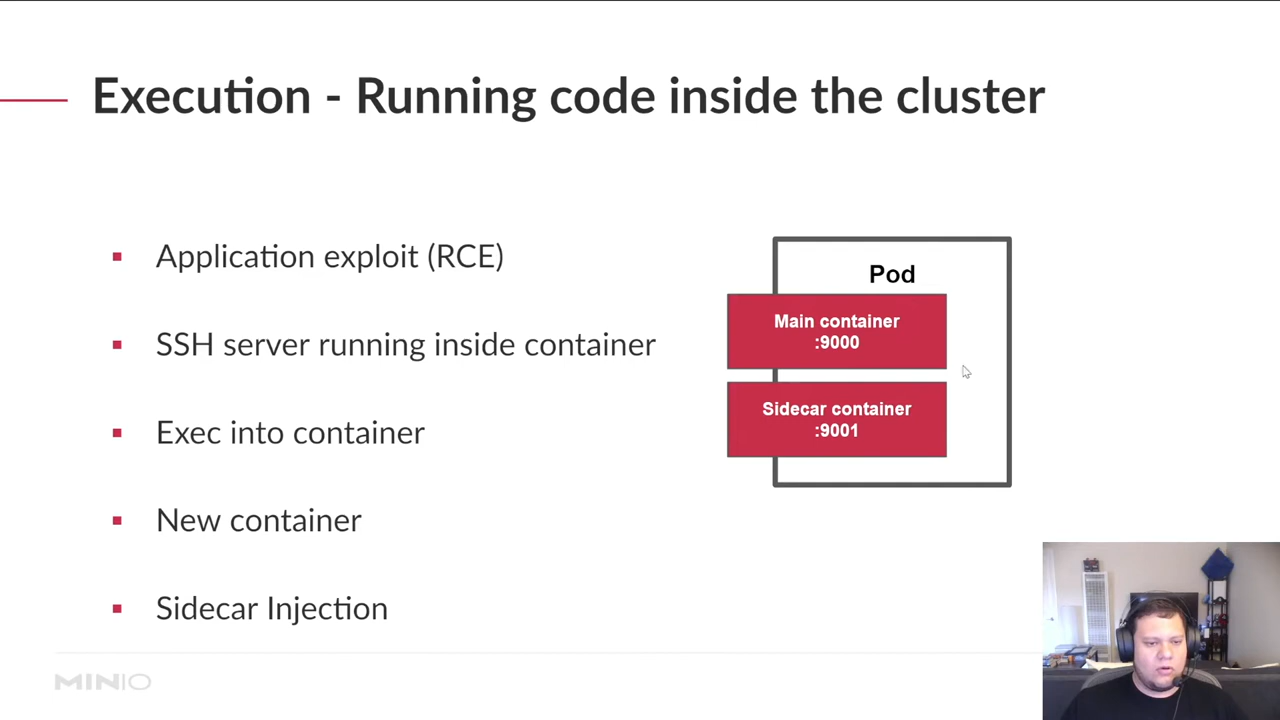 Execution - Running code inside the cluster
Application exploit (RCE)
SSH server running inside container
Exec into container
New container
Sidecar Injection
Pod
Main container
:9000
Sidecar container
:9001
MINIO